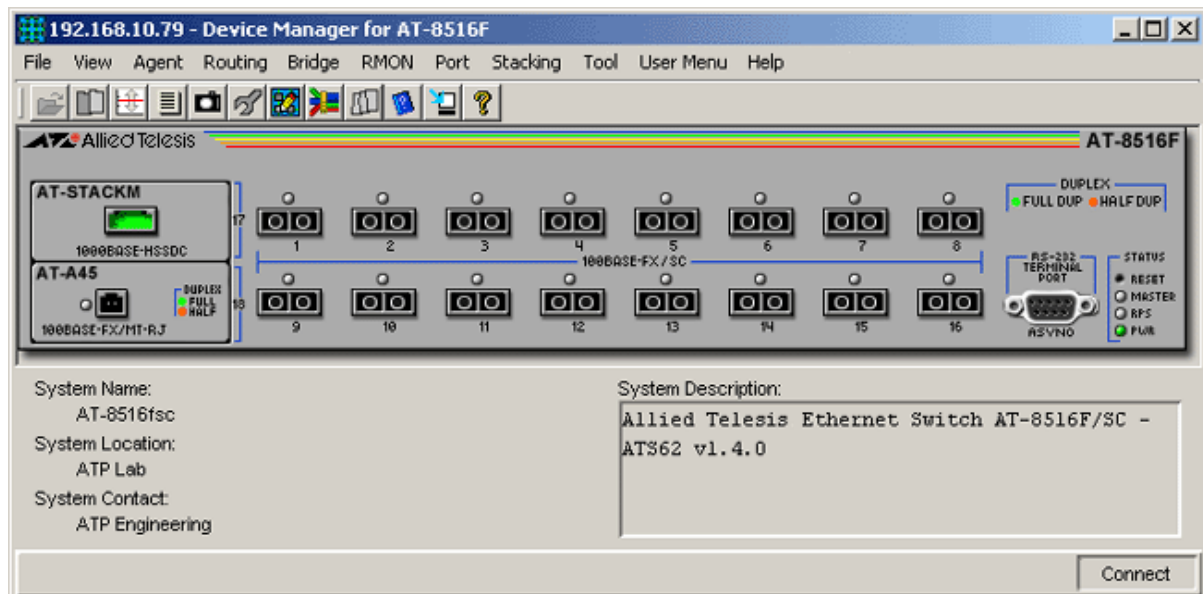 192.168.10.79 - Device Manager for AT-8516F
File View Agent Routing Bridge RMON Port Stacking Tool User Menu Help
Allied Telesis
AT-8516F
AT-STACKM
17
1000BASE-HSSDC
1 2 3 4 5 6 7 8
DUPLEX
FULL DUP HALF DUP
100BASE-FX/SC
AT-A45
DUPLEX
FULL
HALF
18
100BASE-FX/MT-RJ
9 10 11 12 13 14 15 16
RS-232
TERMINAL
PORT
ASYNO
STATUS
RESET
MASTER
RPS
PWR
System Name:
AT-8516fsc
System Location:
ATP Lab
System Contact:
ATP Engineering
System Description:
Allied Telesis Ethernet Switch AT-8516F/SC -
ATS62 v1.4.0
Connect